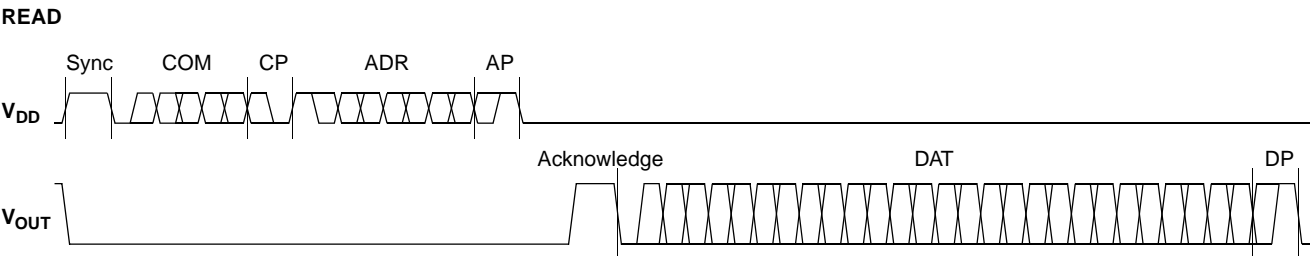 READ
Sync COM CP ADR AP
VDD
Acknowledge DAT DP
VOUT